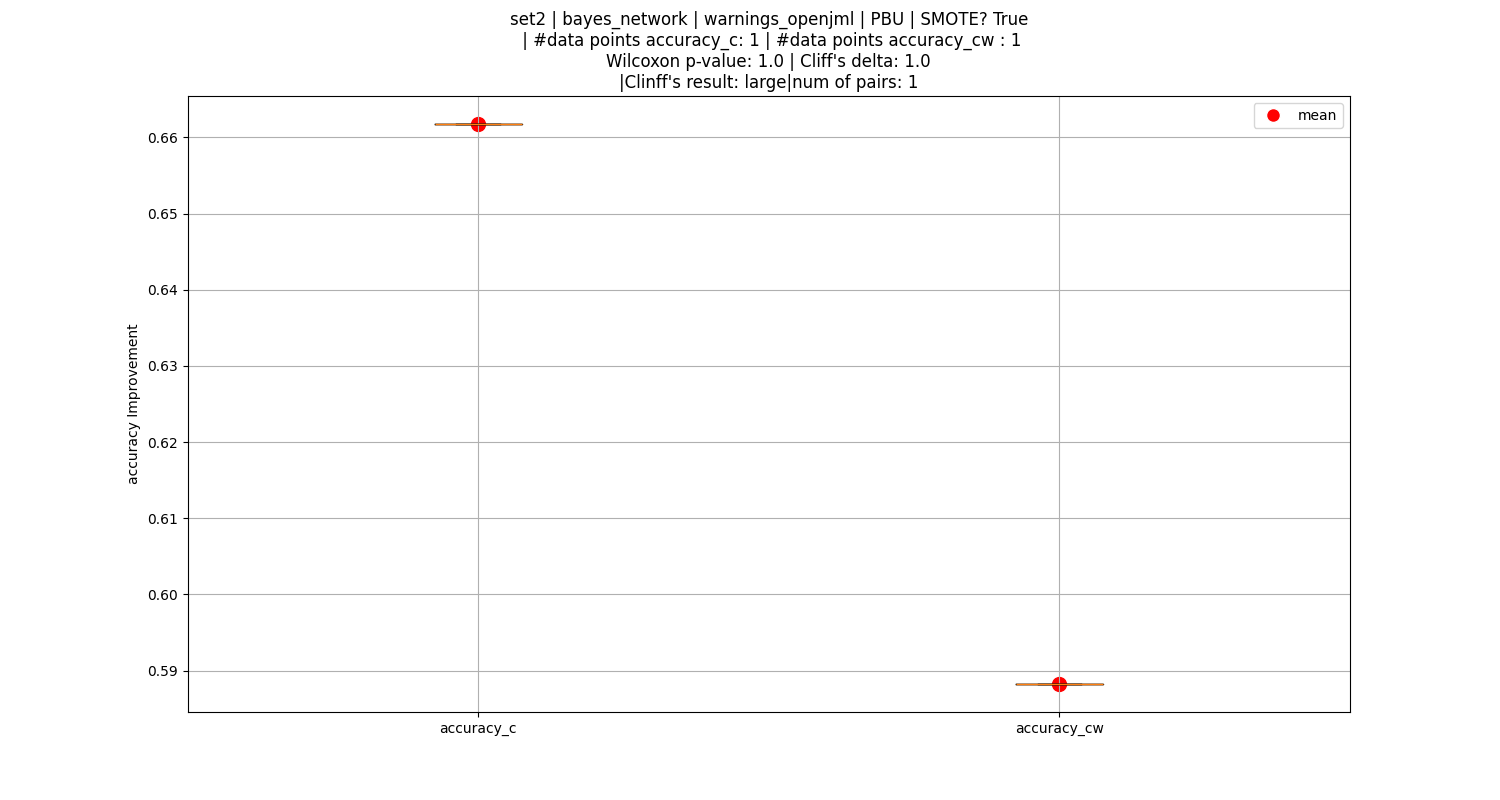 set2 | bayes_network | warnings_openjml | PBU | SMOTE? True
| #data points accuracy_c: 1 | #data points accuracy_cw : 1
Wilcoxon p-value: 1.0 | Cliff's delta: 1.0
|Clinff's result: large|num of pairs: 1
mean
0.66
0.65
0.64
0.63
0.62
0.61
0.60
0.59
accuracy Improvement
accuracy_c
accuracy_cw